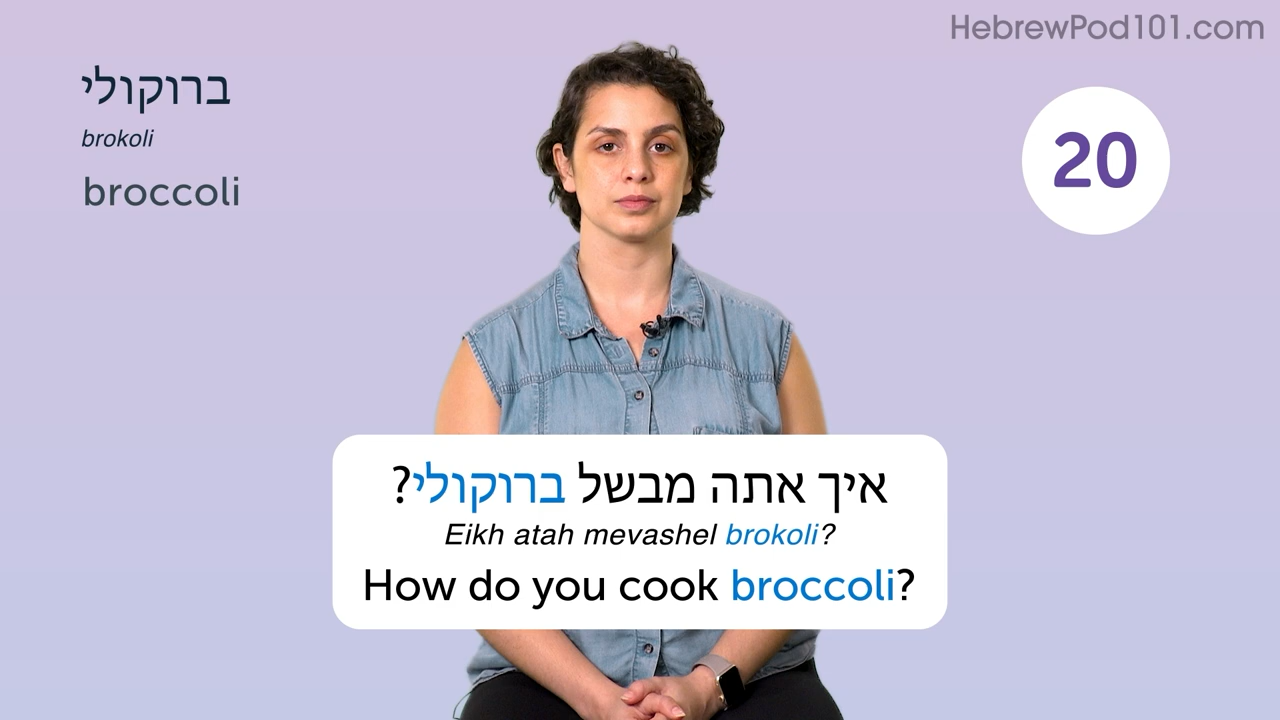 HebrewPod101.com
ברוקולי
brokoli
broccoli
20
איך אתה מבשל ברוקולי?
Eikh atah mevashel brokoli?
How do you cook broccoli?